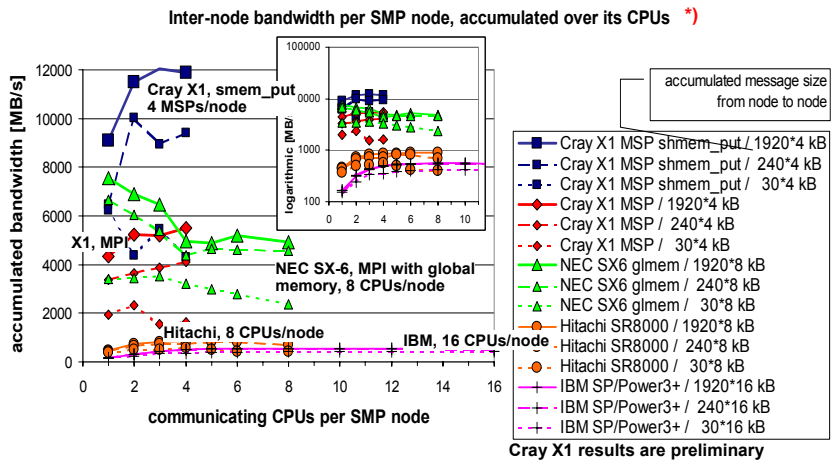 Inter-node bandwidth per SMP node, accumulated over its CPUs *)
accumulated bandwidth [MB/s]
12000
10000
8000
6000
4000
2000
0
0 2 4 6 8 10 12 14 16
communicating CPUs per SMP node
Cray X1, smem_put
4 MSPs/node
X1, MPI
NEC SX-6, MPI with global
memory, 8 CPUs/node
Hitachi, 8 CPUs/node
IBM, 16 CPUs/node
logarithmic [MB/
100000
10000
1000
100
0 2 4 6 8 10
accumulated message size
from node to node
Cray X1 MSP shmem_put / 1920*4 kB
Cray X1 MSP shmem_put / 240*4 kB
Cray X1 MSP shmem_put / 30*4 kB
Cray X1 MSP / 1920*4 kB
Cray X1 MSP / 240*4 kB
Cray X1 MSP / 30*4 kB
NEC SX6 glmem / 1920*8 kB
NEC SX6 glmem / 240*8 kB
NEC SX6 glmem / 30*8 kB
Hitachi SR8000 / 1920*8 kB
Hitachi SR8000 / 240*8 kB
Hitachi SR8000 / 30*8 kB
IBM SP/Power3+ / 1920*16 kB
IBM SP/Power3+ / 240*16 kB
IBM SP/Power3+ / 30*16 kB
Cray X1 results are preliminary